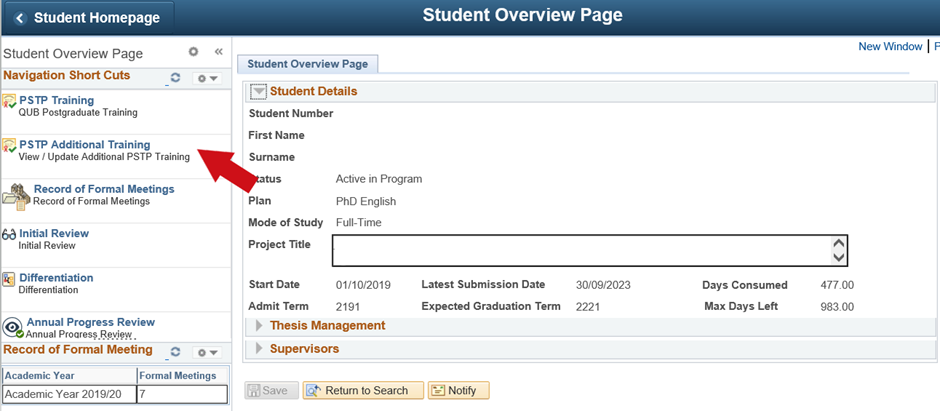 Student Homepage
Student Overview Page
New Window
Student Overview Page
Navigation Short Cuts
PSTP Training
QUB Postgraduate Training
PSTP Additional Training
View / Update Additional PSTP Training
Record of Formal Meetings
Record of Formal Meetings
Initial Review
Initial Review
Differentiation
Differentiation
Annual Progress Review
Annual Progress Review
Record of Formal Meeting
Academic Year Formal Meetings
Academic Year 2019/20 7
Student Overview Page
Student Details
Student Number
First Name
Surname
tatus Active in Program
Plan PhD English
Mode of Study Full-Time
Project Title
Start Date 01/10/2019 Latest Submission Date 30/09/2023 Days Consumed 477.00
Admit Term 2191 Expected Graduation Term 2221 Max Days Left 983.00
Thesis Management
Supervisors
Save Return to Search Notify